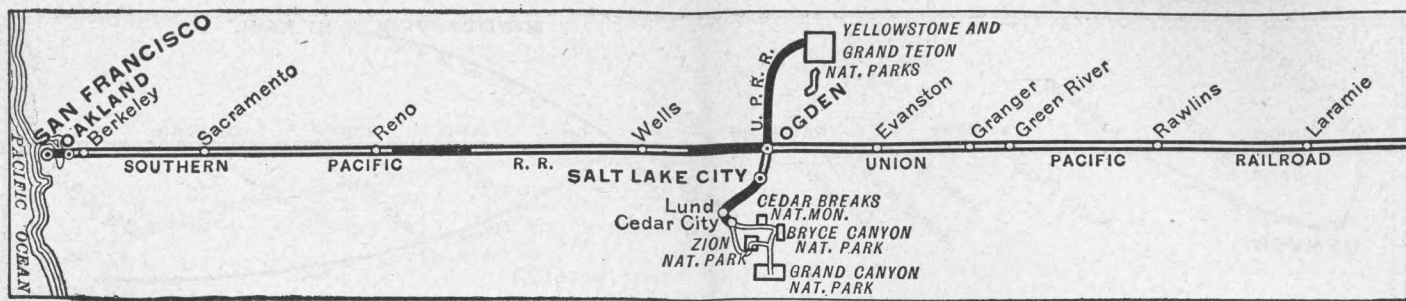 SAN FRANCISCO
OAKLAND
Berkeley
Sacramento
Reno
Wells
U. P. R. R.
YELLOWSTONE AND
GRAND TETON
NAT. PARKS
OGDEN
Evanston
Granger
Green River
Rawlins
Laramie
SOUTHERN PACIFIC R. R.
UNION PACIFIC RAILROAD
SALT LAKE CITY
Lund
Cedar City
CEDAR BREAKS
NAT. MON.
BRYCE CANYON
NAT. PARK
ZION
NAT. PARK
GRAND CANYON
NAT. PARK
PACIFIC OCEAN